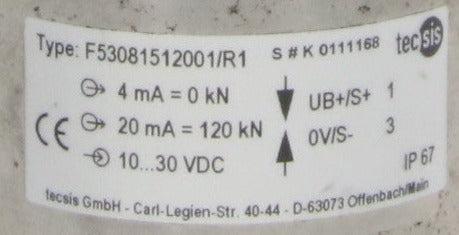 Type: F53081512001/R1 S # K 0111168 tecsis
4 mA = 0 kN UB+/S+ 1
CE 20 mA = 120 kN 0V/S- 3
10...30 VDC IP 67
tecsis GmbH - Carl-Legien-Str. 40-44 - D-63073 Offenbach/Main